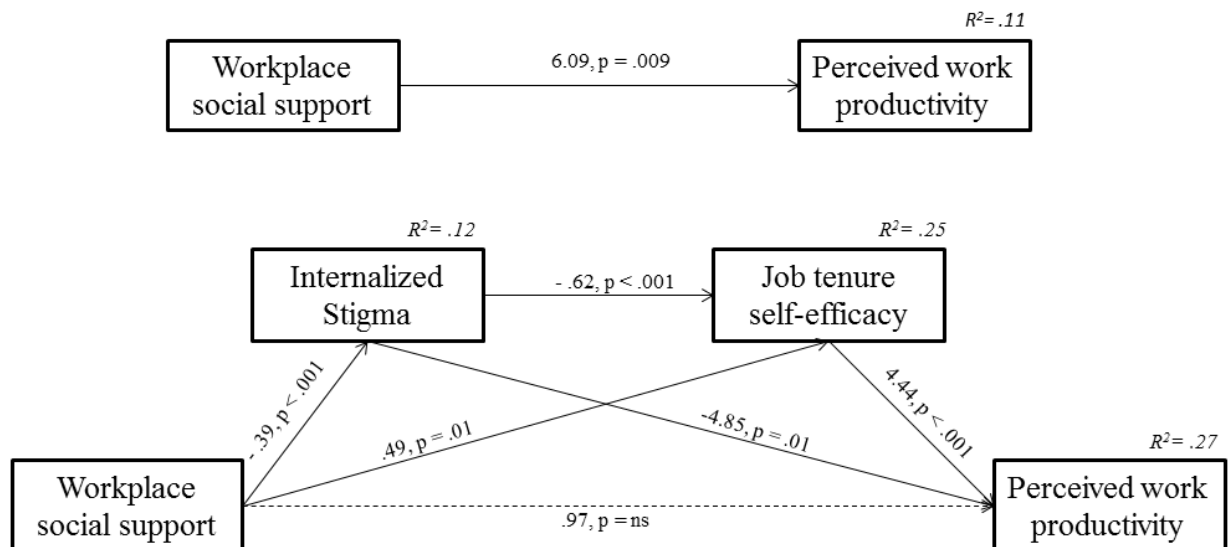 R²= .11
Workplace
social support
6.09, p = .009
Perceived work
productivity
R²= .12
R²= .25
Internalized
Stigma
- .62, p < .001
Job tenure
self-efficacy
- .39, p < .001
.49, p = .01
-4.85, p = .01
4.44, p < .001
R²= .27
Workplace
social support
.97, p = ns
Perceived work
productivity